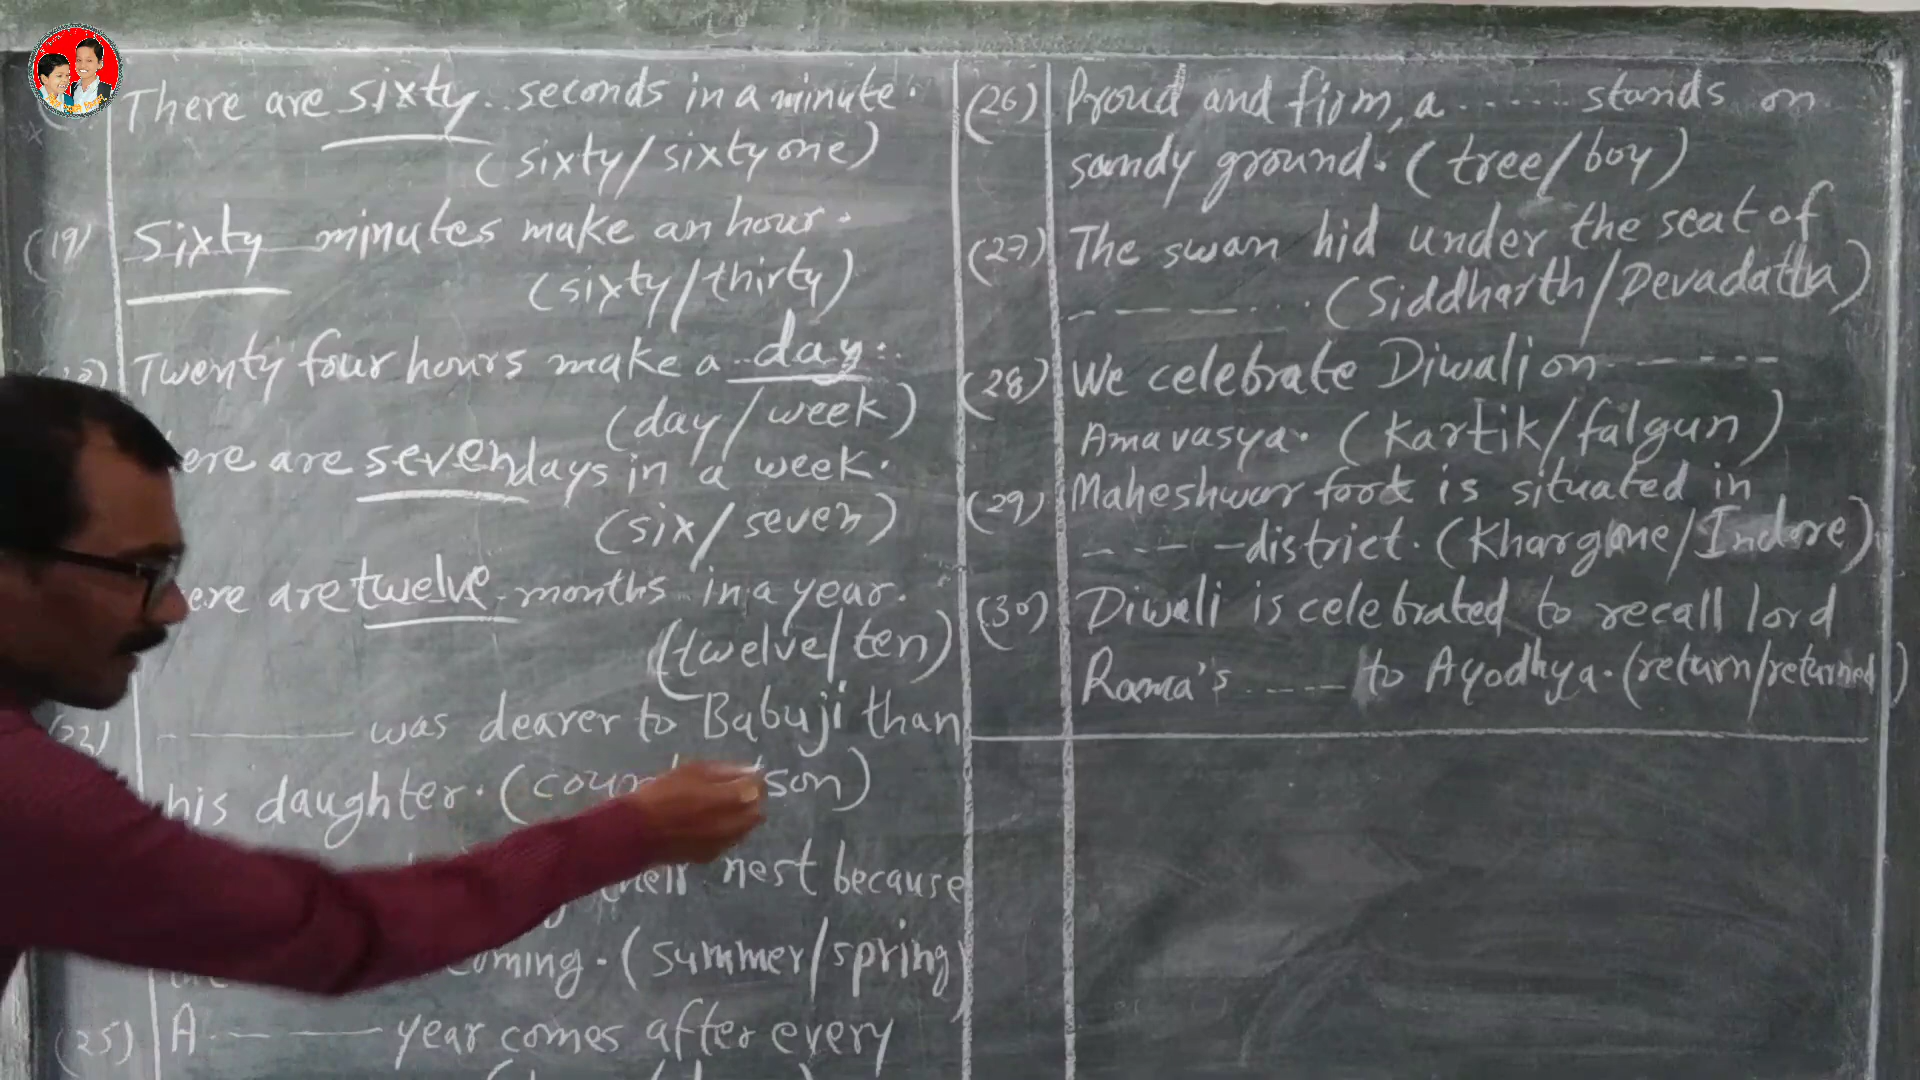 There are sixty. seconds in a minute.
(sixty/sixtyone)
(19) Sixty minutes make an hour.
(sixty/thirty)
Twenty four hours make a day.
(day/week)
ere are seven days in a week.
(six/seven)
ere are twelve months in a year.
(twelve/ten)
was dearer to Babuji than
his daughter. (son)
their nest because
coming. (summer/spring)
(25) A ------ year comes after every
(26) Proud and firm, a ...... stands on
sandy ground. (tree/boy)
(27) The swan hid under the seat of
------- (Siddharth/Devadatta)
(28) We celebrate Diwali on ------
Amavasya. (Kartik/falgun)
(29) Maheshwar fort is situated in
----- district. (Khargone/Indore)
(30) Diwali is celebrated to recall lord
Rama's ----- to Ayodhya. (return/returned)